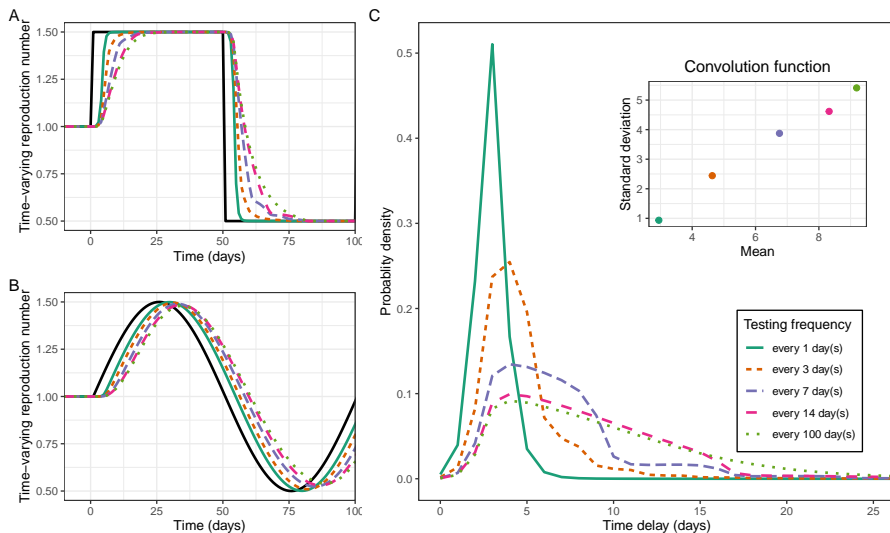 A
Time−varying reproduction number
1.50
1.25
1.00
0.75
0.50
0
25
50
75
100
Time (days)
B
Time−varying reproduction number
1.50
1.25
1.00
0.75
0.50
0
25
50
75
100
Time (days)
C
Probablity density
0.5
0.4
0.3
0.2
0.1
0.0
0
5
10
15
20
25
Time delay (days)
Convolution function
Standard deviation
5
4
3
2
1
4
6
8
Mean
Testing frequency
every 1 day(s)
every 3 day(s)
every 7 day(s)
every 14 day(s)
every 100 day(s)